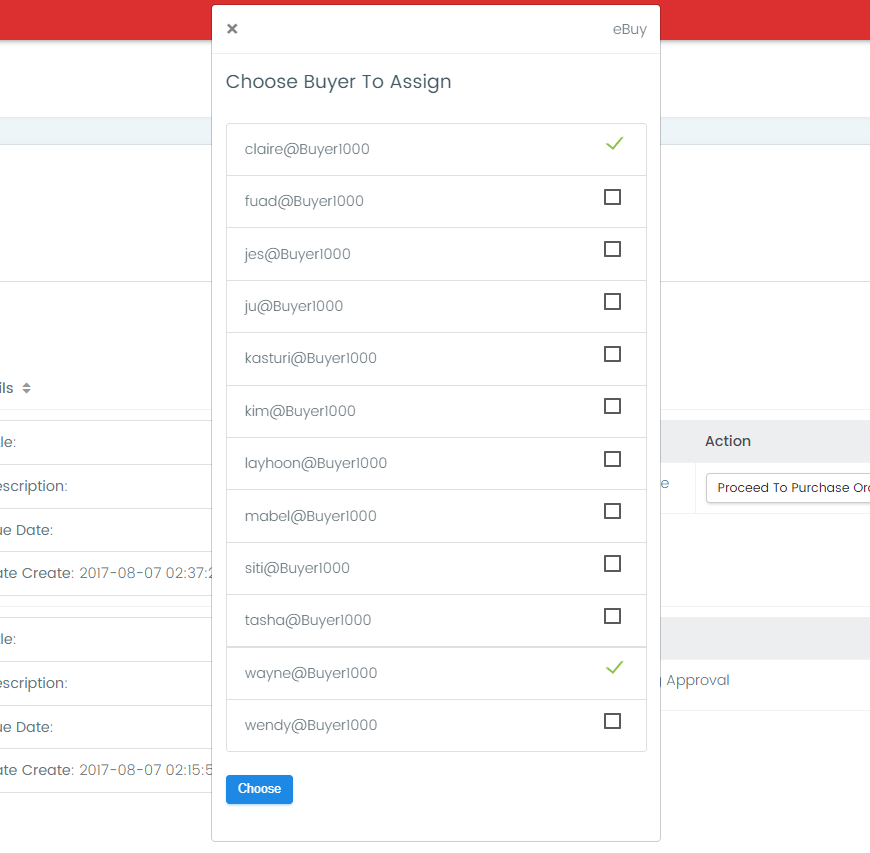 × eBuy
Choose Buyer To Assign
claire@Buyer1000
fuad@Buyer1000
jes@Buyer1000
ju@Buyer1000
kasturi@Buyer1000
kim@Buyer1000
layhoon@Buyer1000
mabel@Buyer1000
siti@Buyer1000
tasha@Buyer1000
wayne@Buyer1000
wendy@Buyer1000
Choose
ils
le:
escription:
ue Date:
ate Create: 2017-08-07 02:37:2
le:
escription:
ue Date:
ate Create: 2017-08-07 02:15:5
Action
e Proceed To Purchase Or
Approval